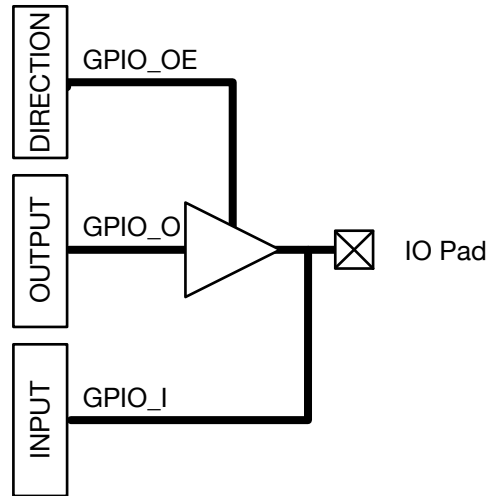 DIRECTION
GPIO_OE
OUTPUT
GPIO_O
IO Pad
INPUT
GPIO_I